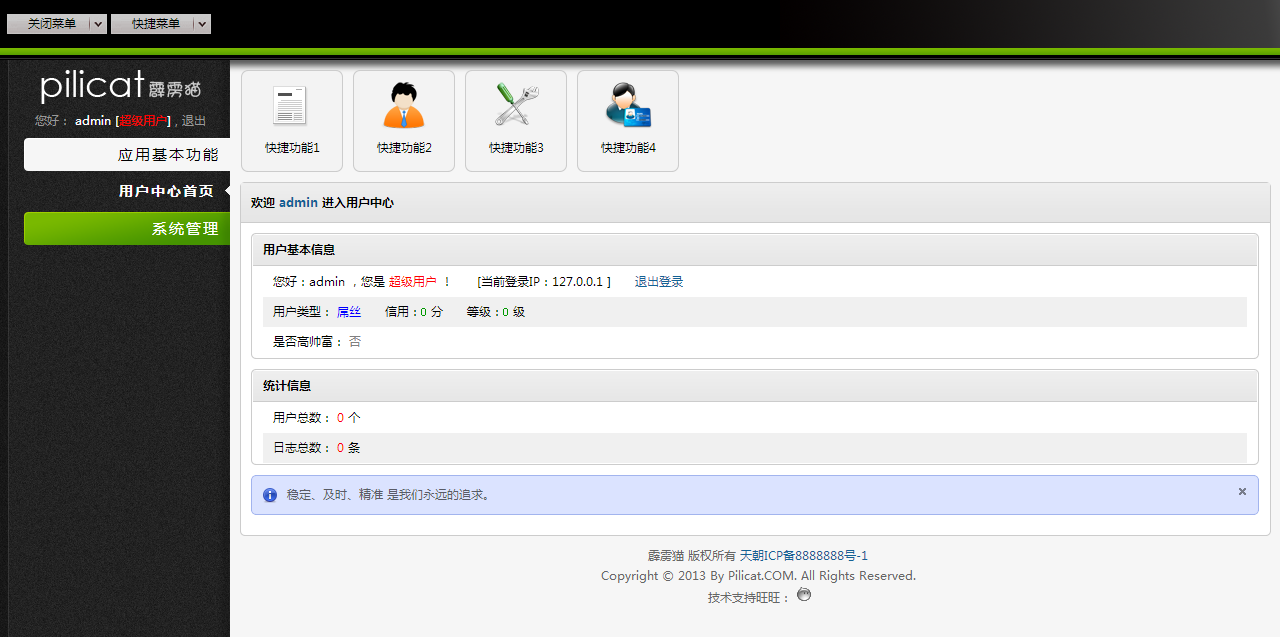 关闭菜单 快捷菜单
pilicat 霹雳猫
您好： admin [超级用户] , 退出
应用基本功能
用户中心首页
系统管理
快捷功能1 快捷功能2 快捷功能3 快捷功能4
欢迎 admin 进入用户中心
用户基本信息
您好：admin ，您是 超级用户 ！ [当前登录IP：127.0.0.1 ] 退出登录
用户类型： 屌丝 信用：0 分 等级：0 级
是否高帅富： 否
统计信息
用户总数： 0 个
日志总数： 0 条
稳定、及时、精准 是我们永远的追求。
霹雳猫 版权所有 天朝ICP备8888888号-1
Copyright © 2013 By Pilicat.COM. All Rights Reserved.
技术支持旺旺：